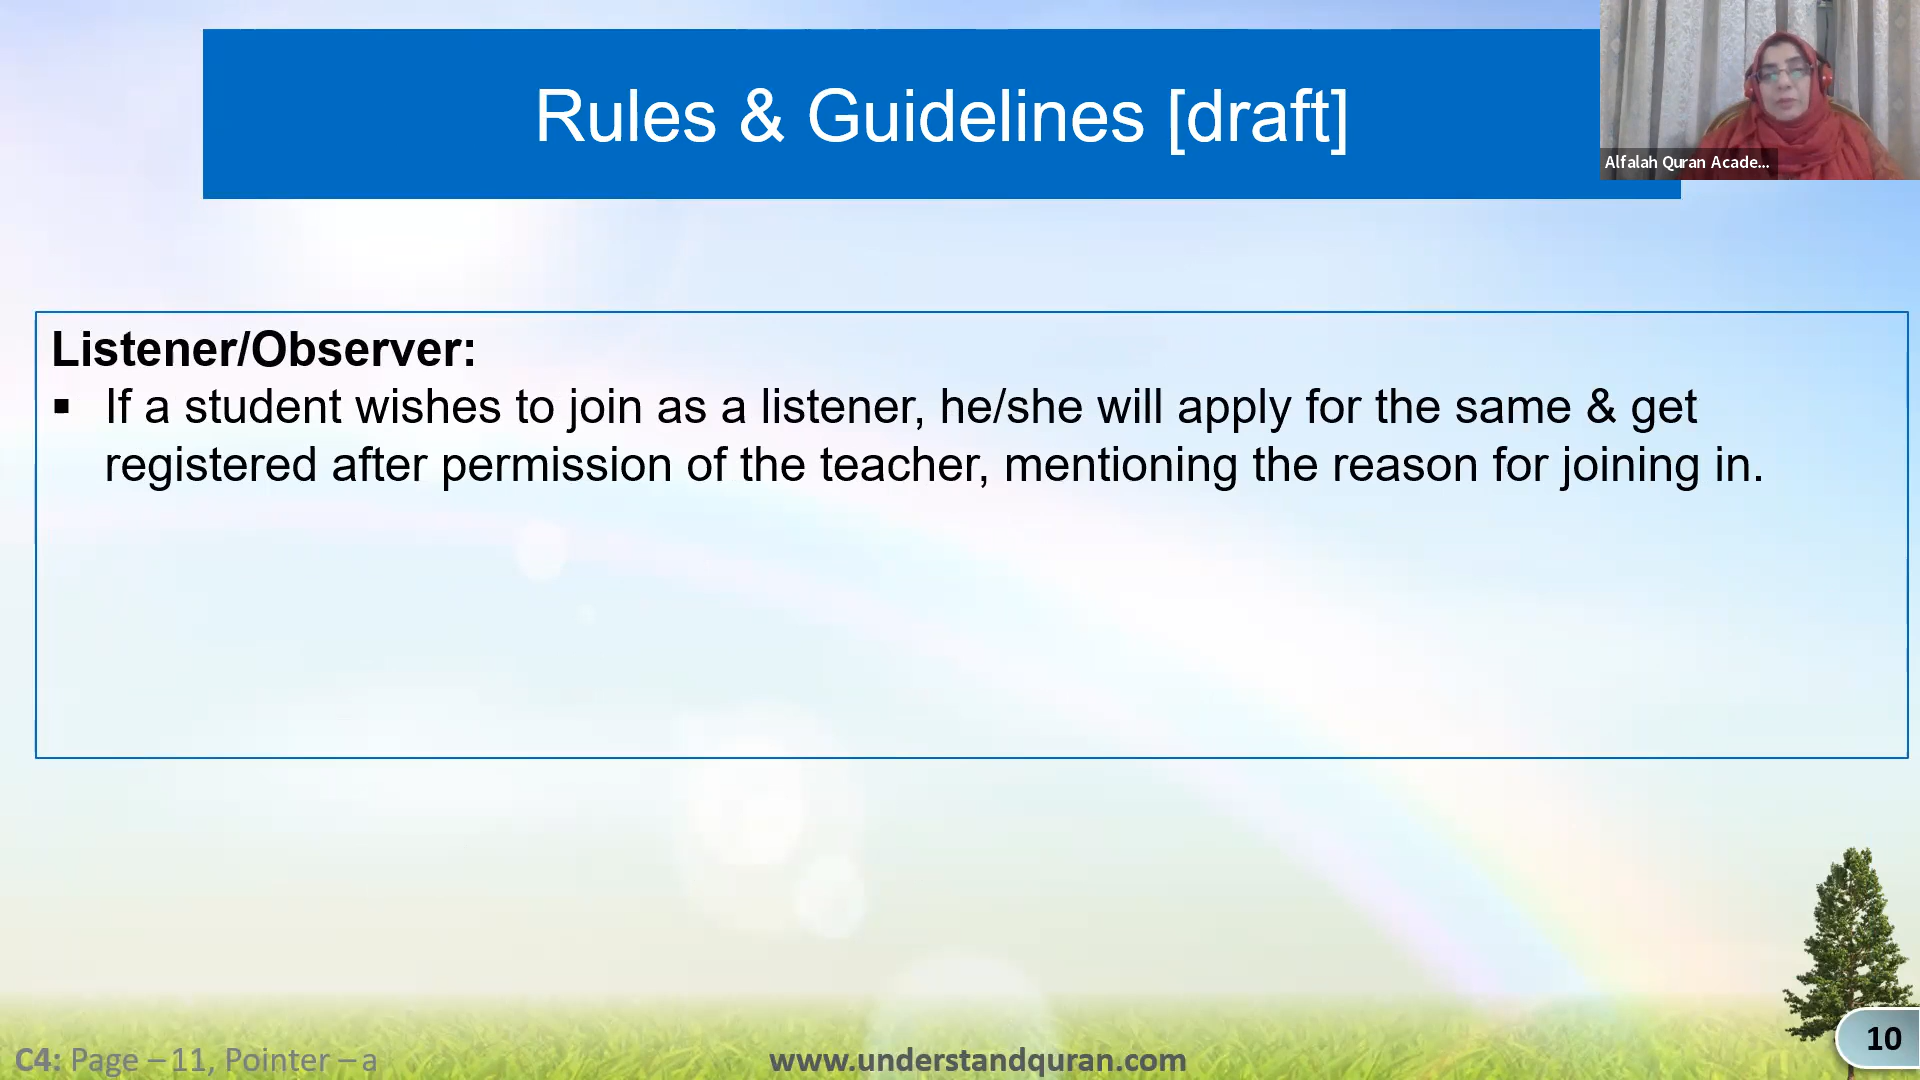 Rules & Guidelines [draft]
Alfalah Quran Acade...
Listener/Observer:
▪ If a student wishes to join as a listener, he/she will apply for the same & get
registered after permission of the teacher, mentioning the reason for joining in.
C4: Page – 11, Pointer – a
www.understandquran.com
10